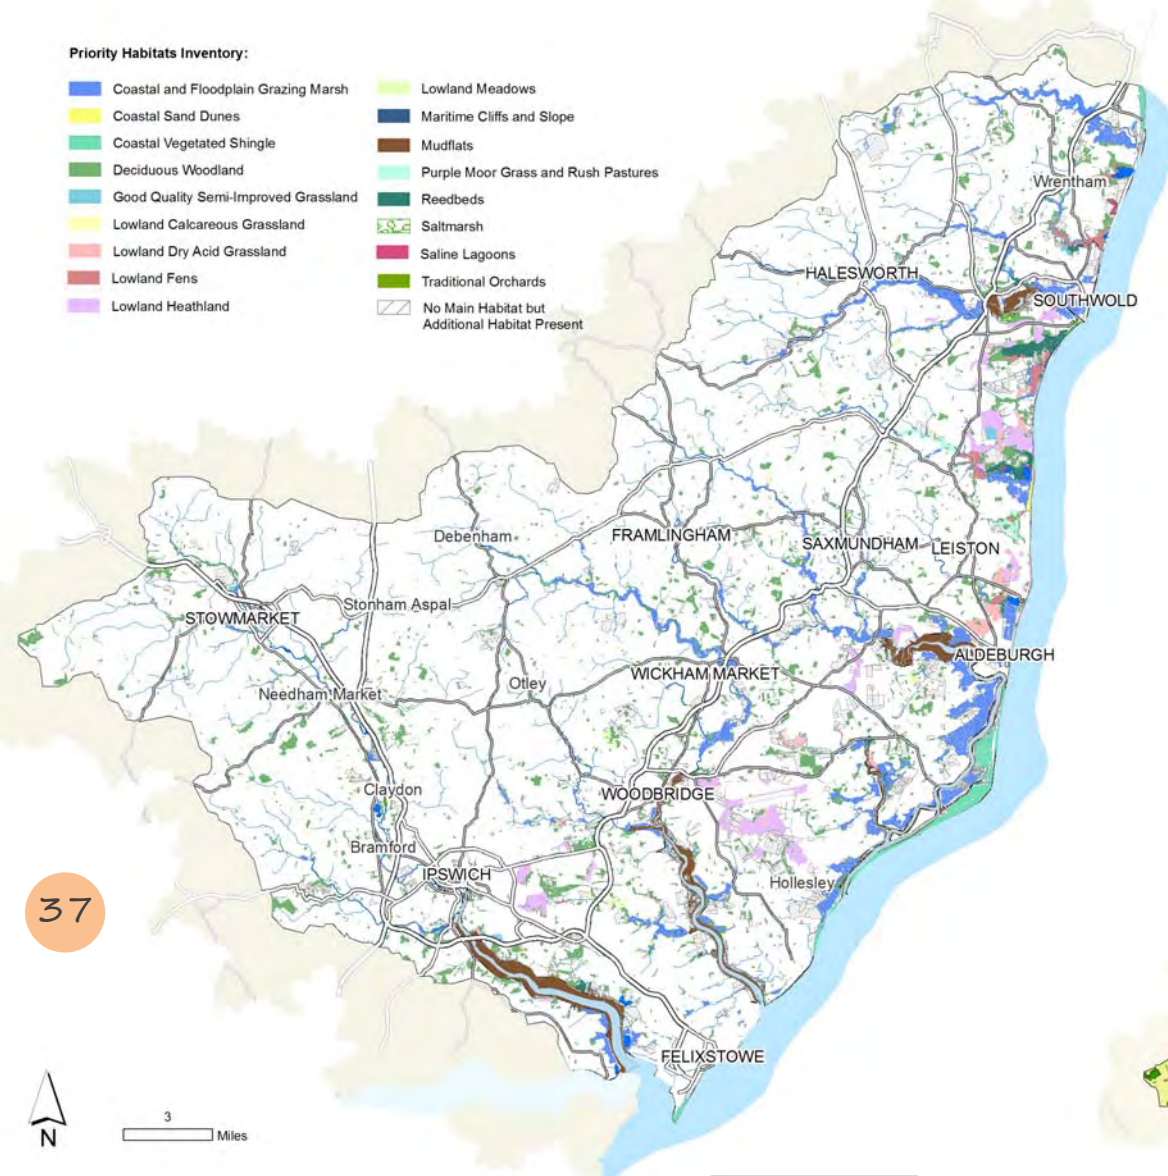 Priority Habitats Inventory:
Coastal and Floodplain Grazing Marsh
Coastal Sand Dunes
Coastal Vegetated Shingle
Deciduous Woodland
Good Quality Semi-Improved Grassland
Lowland Calcareous Grassland
Lowland Dry Acid Grassland
Lowland Fens
Lowland Heathland
Lowland Meadows
Maritime Cliffs and Slope
Mudflats
Purple Moor Grass and Rush Pastures
Reedbeds
Saltmarsh
Saline Lagoons
Traditional Orchards
No Main Habitat but
Additional Habitat Present
Wrentham
HALESWORTH
SOUTHWOLD
Debenham
FRAMLINGHAM
SAXMUNDHAM
LEISTON
STOWMARKET
Stonham Aspal
ALDEBURGH
WICKHAM MARKET
Otley
Needham Market
Claydon
WOODBRIDGE
Bramford
IPSWICH
Hollesley
37
FELIXSTOWE
N
3
Miles